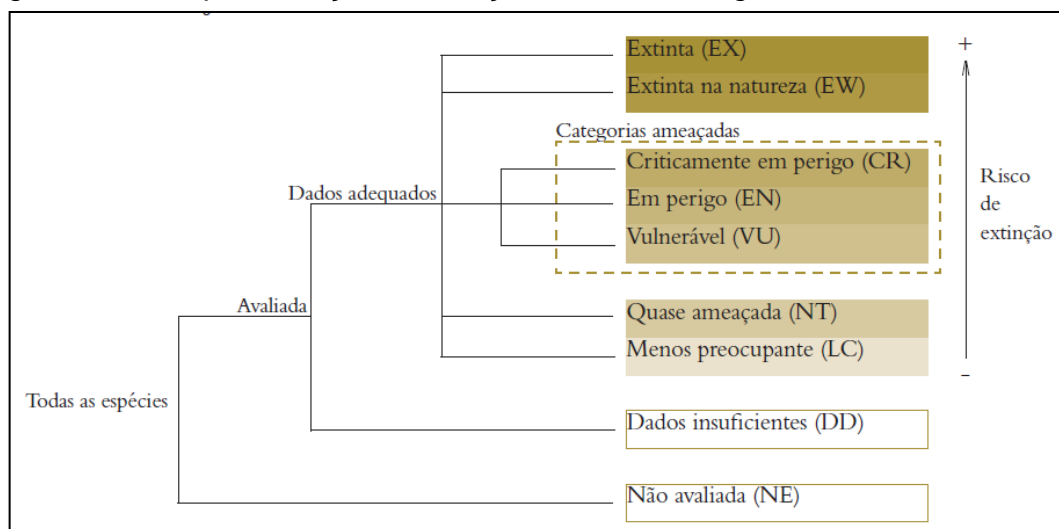 Extinta (EX)
+
Extinta na natureza (EW)
Categorias ameaçadas
Criticamente em perigo (CR)
Dados adequados
Em perigo (EN)
Vulnerável (VU)
Risco
de
extinção
Avaliada
Quase ameaçada (NT)
Menos preocupante (LC)
-
Todas as espécies
Dados insuficientes (DD)
Não avaliada (NE)